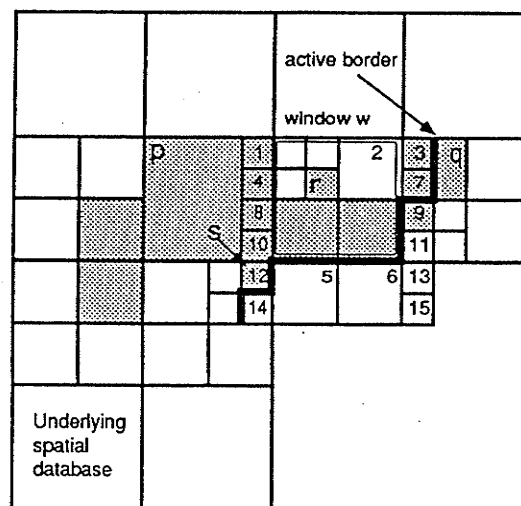 active border
window w
p 1 2 3 q
4 r 7
8 9
S 10 11
12 5 6 13
14 15
Underlying
spatial
database